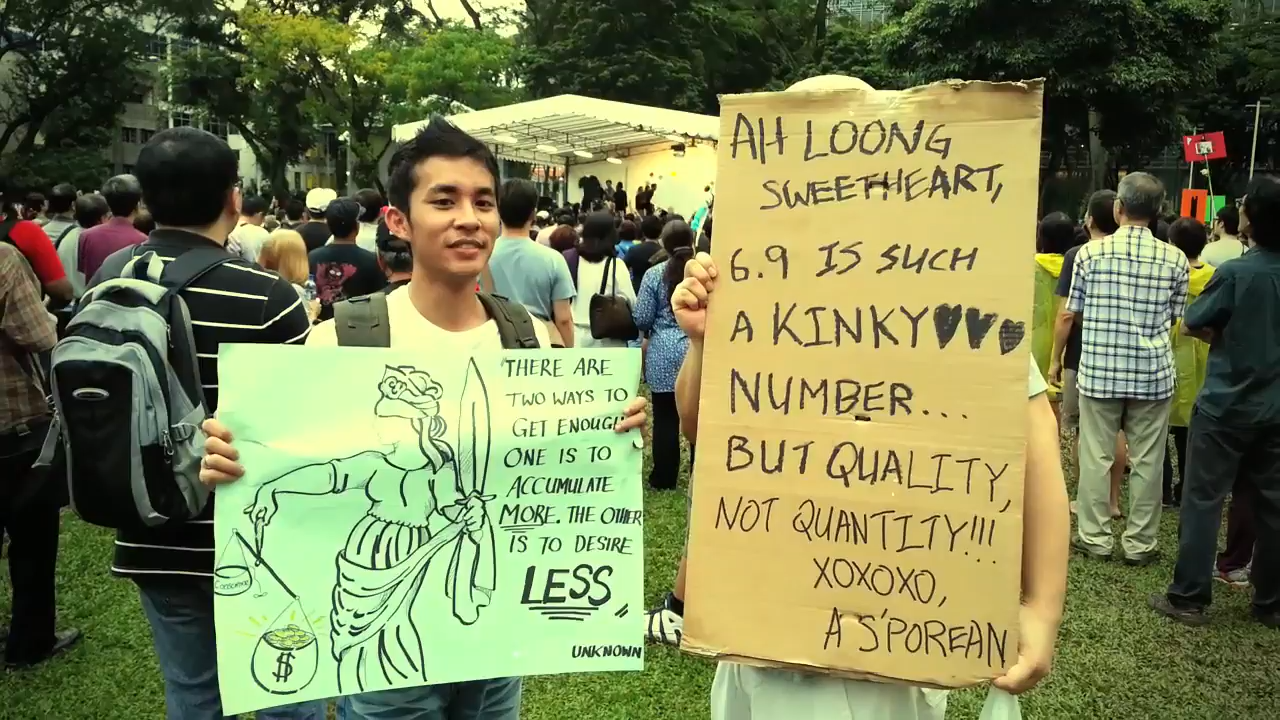 "THERE ARE
TWO WAYS TO
GET ENOUGH.
ONE IS TO
ACCUMULATE
MORE. THE OTHER
IS TO DESIRE
LESS"
UNKNOWN
Conscience
$
AH LOONG
SWEETHEART,
6.9 IS SUCH
A KINKY♥♥♥
NUMBER...
BUT QUALITY,
NOT QUANTITY!!!
XOXOXO,
A S'POREAN